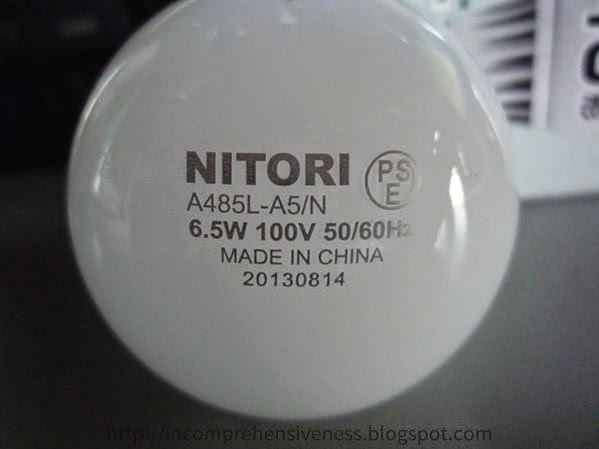 NITORI
PS
E
A485L-A5/N
6.5W 100V 50/60Hz
MADE IN CHINA
20130814
http://incomprehensiveness.blogspot.com